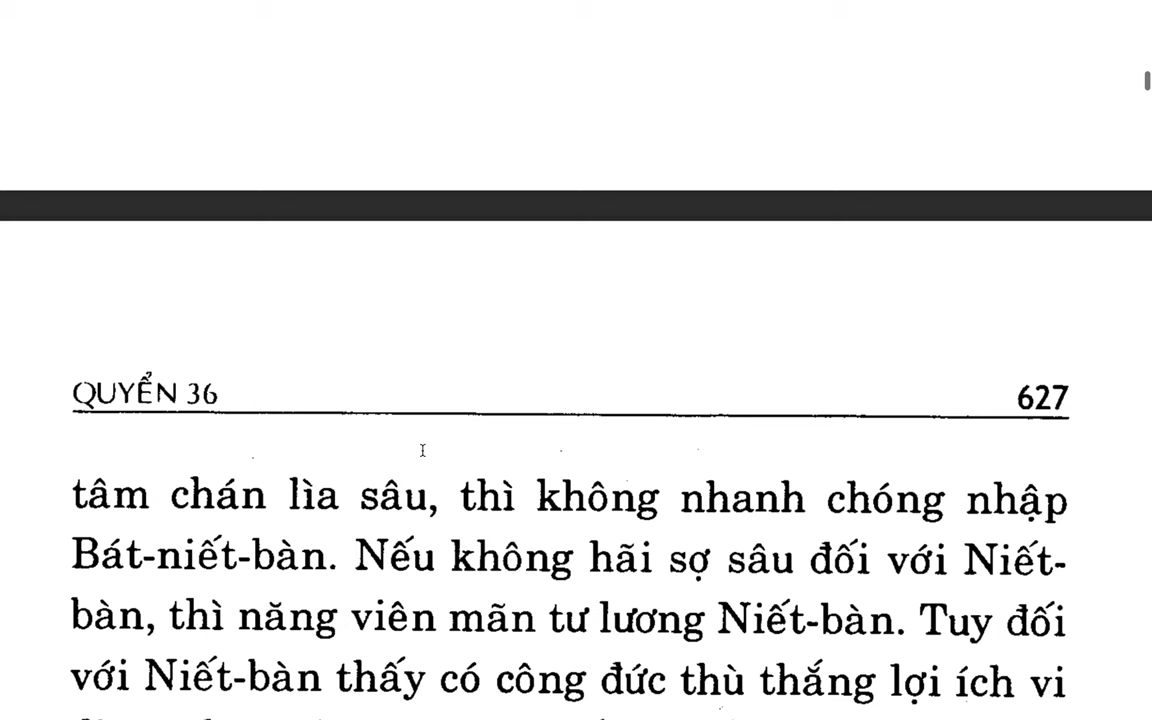 QUYỂN 36
627
tâm chán lìa sâu, thì không nhanh chóng nhập
Bát-niết-bàn. Nếu không hãi sợ sâu đối với Niết-
bàn, thì năng viên mãn tư lương Niết-bàn. Tuy đối
với Niết-bàn thấy có công đức thù thắng lợi ích vi